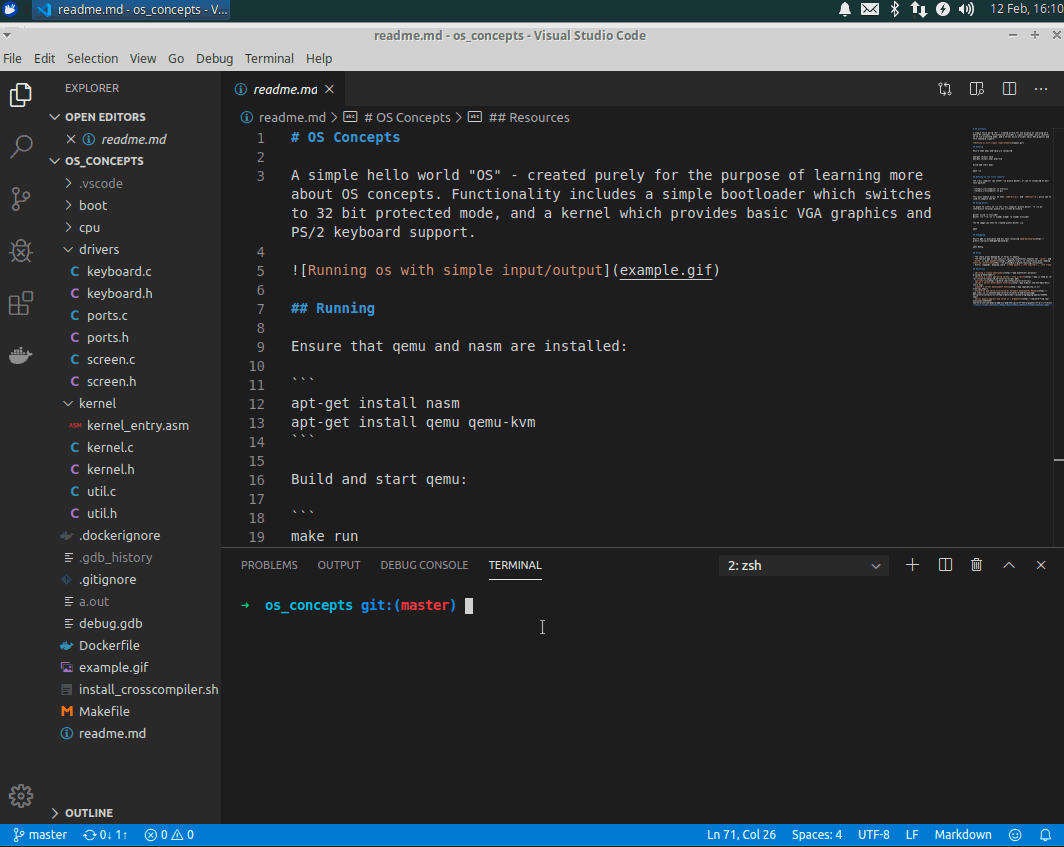 readme.md - os_concepts - V...
12 Feb, 16:10
readme.md - os_concepts - Visual Studio Code
File Edit Selection View Go Debug Terminal Help
EXPLORER
OPEN EDITORS
readme.md
OS_CONCEPTS
.vscode
boot
cpu
drivers
C keyboard.c
C keyboard.h
C ports.c
C ports.h
C screen.c
C screen.h
kernel
ASM kernel_entry.asm
C kernel.c
C kernel.h
C util.c
C util.h
.dockerignore
.gdb_history
.gitignore
a.out
debug.gdb
Dockerfile
example.gif
install_crosscompiler.sh
M Makefile
readme.md
OUTLINE
readme.md
readme.md > abc # OS Concepts > abc ## Resources
1 # OS Concepts
2
3 A simple hello world "OS" - created purely for the purpose of learning more
about OS concepts. Functionality includes a simple bootloader which switches
to 32 bit protected mode, and a kernel which provides basic VGA graphics and
PS/2 keyboard support.
4
5 ![Running os with simple input/output](example.gif)
6
7 ## Running
8
9 Ensure that qemu and nasm are installed:
10
11 ```
12 apt-get install nasm
13 apt-get install qemu qemu-kvm
14 ```
15
16 Build and start qemu:
17
18 ```
19 make run
PROBLEMS OUTPUT DEBUG CONSOLE TERMINAL
2: zsh
➜ os_concepts git:(master)
master 0↓ 1↑ 0 0
Ln 71, Col 26 Spaces: 4 UTF-8 LF Markdown